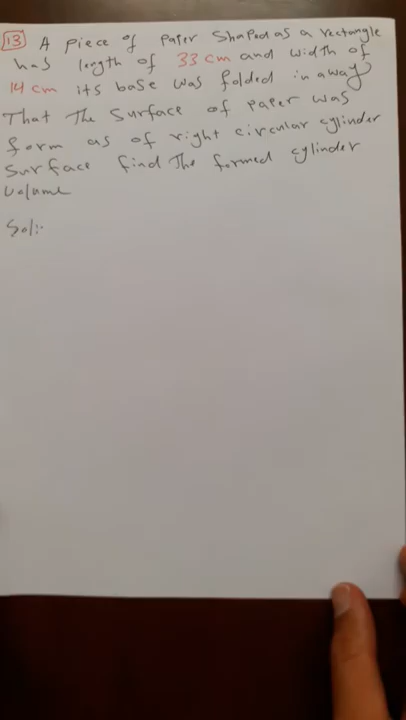 13 A piece of Paper Shaped as a rectangle
has length of 33 cm and width of
14 cm its base was folded in a way
That The Surface of paper was
form as of right circular cylinder
Surface find The formed cylinder
Volume
Sol:-